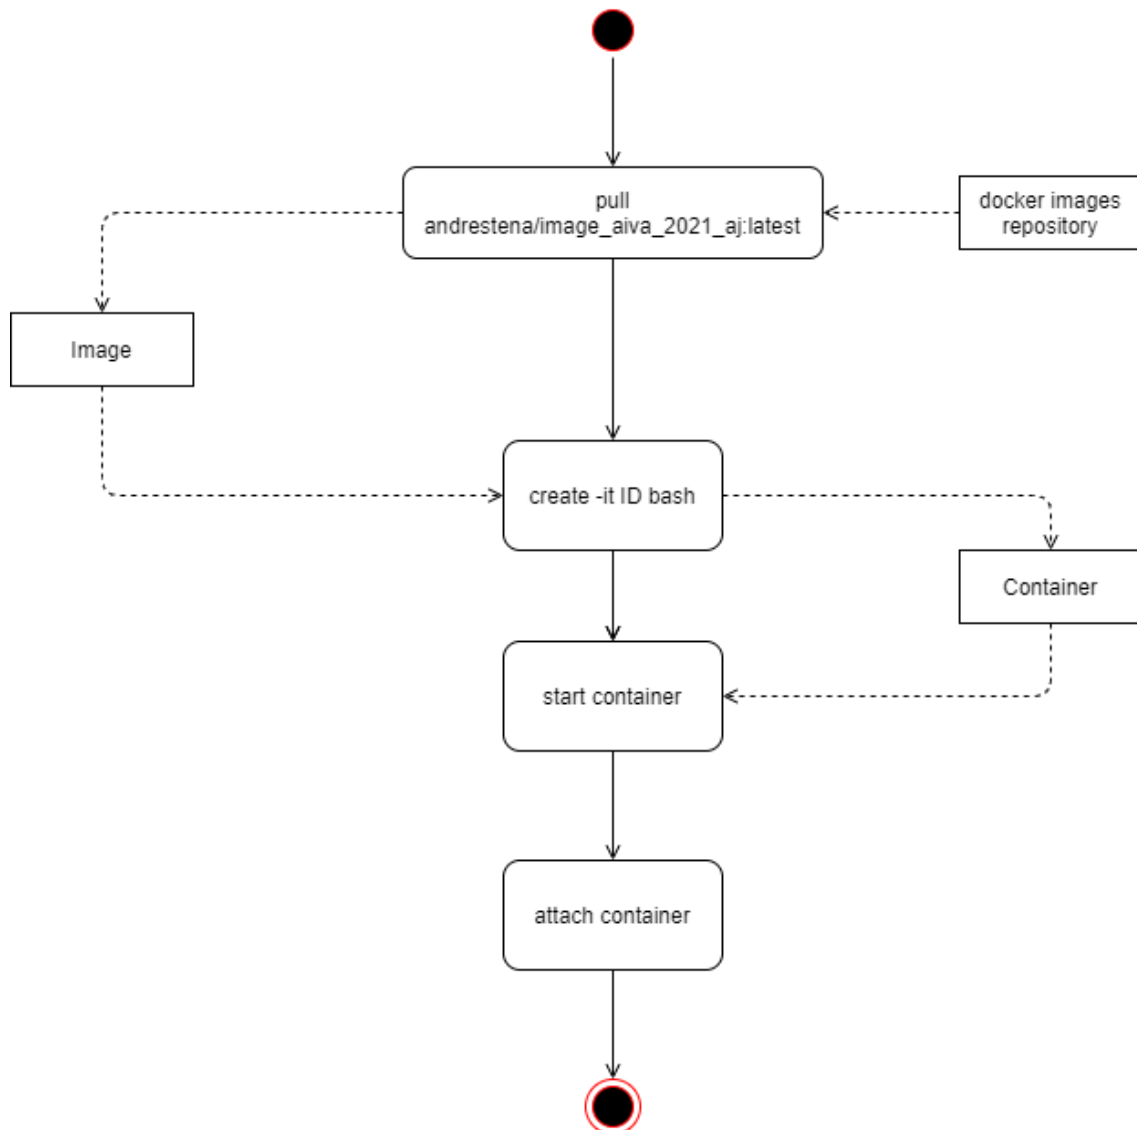 pull
andrestena/image_aiva_2021_aj:latest
docker images
repository
Image
create -it ID bash
Container
start container
attach container